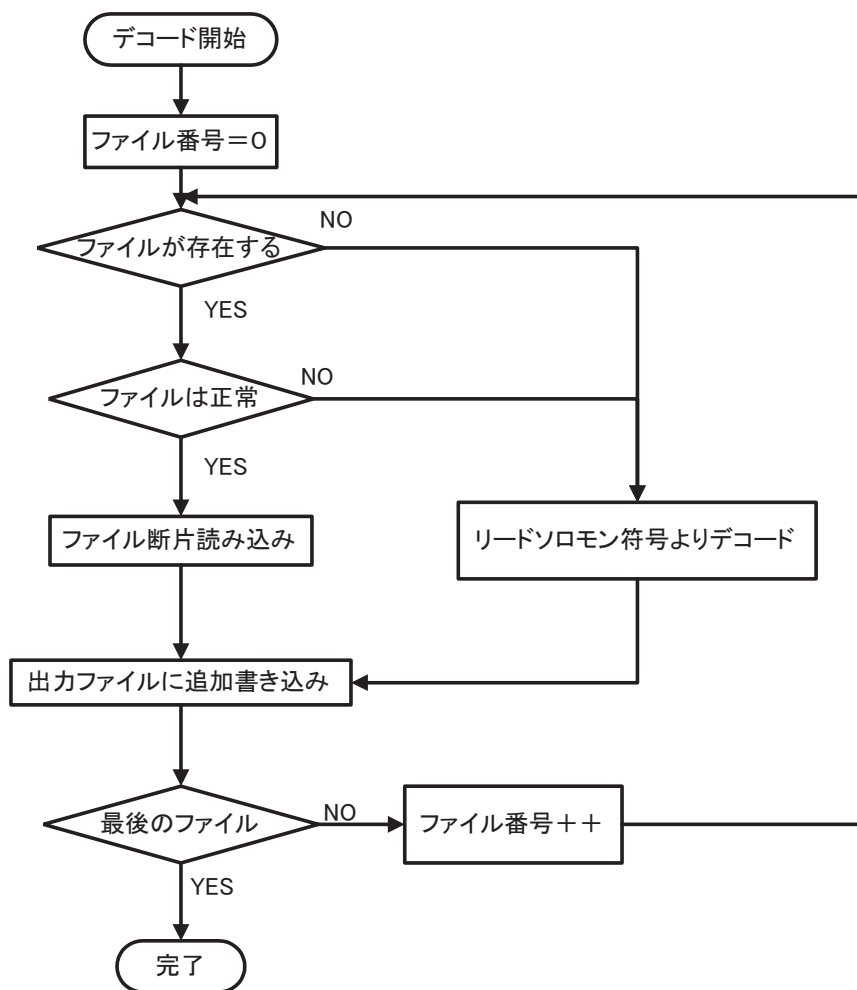 デコード開始
ファイル番号＝0
ファイルが存在する
NO
YES
ファイルは正常
NO
YES
ファイル断片読み込み
リードソロモン符号よりデコード
出力ファイルに追加書き込み
最後のファイル
NO
ファイル番号＋＋
YES
完了